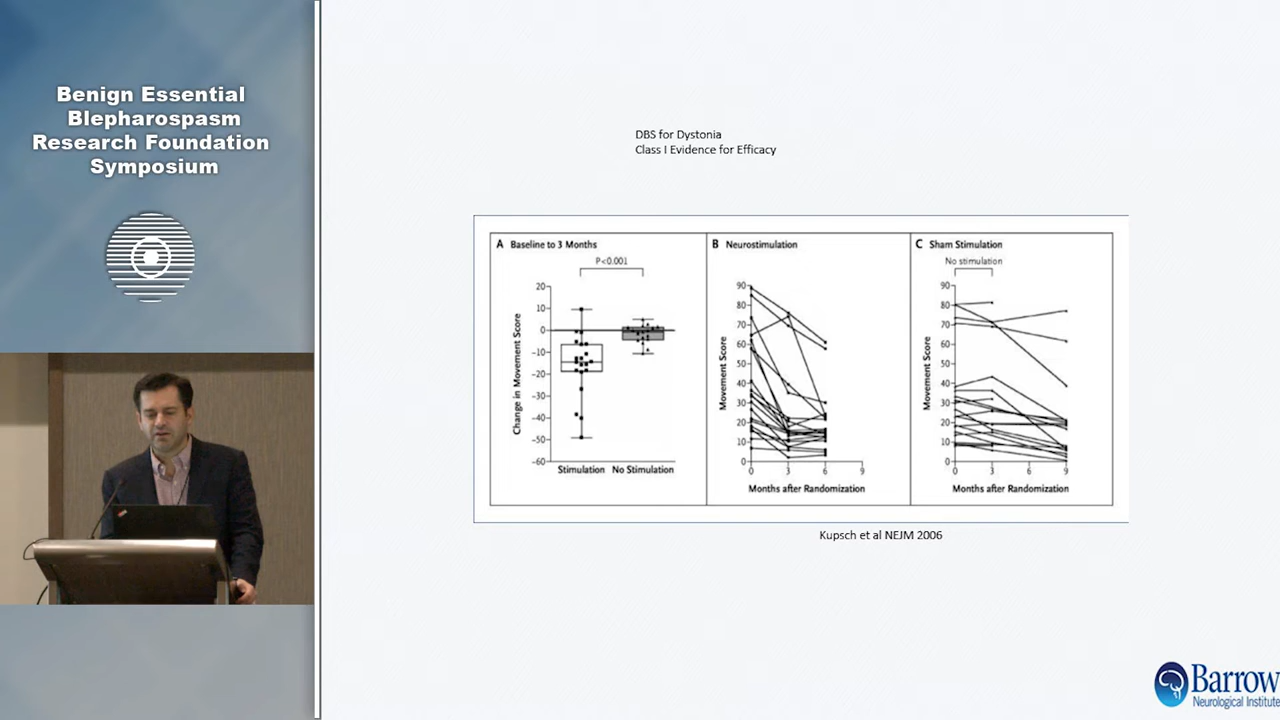 Benign Essential
Blepharospasm
Research Foundation
Symposium
DBS for Dystonia
Class I Evidence for Efficacy
A Baseline to 3 Months
P<0.001
Change in Movement Score
20
10
0
−10
−20
−30
−40
−50
−60
Stimulation No Stimulation
B Neurostimulation
Movement Score
90
80
70
60
50
40
30
20
10
0
0 3 6 9
Months after Randomization
C Sham Stimulation
No stimulation
Movement Score
90
80
70
60
50
40
30
20
10
0
0 3 6 9
Months after Randomization
Kupsch et al NEJM 2006
Barrow
Neurological Institute